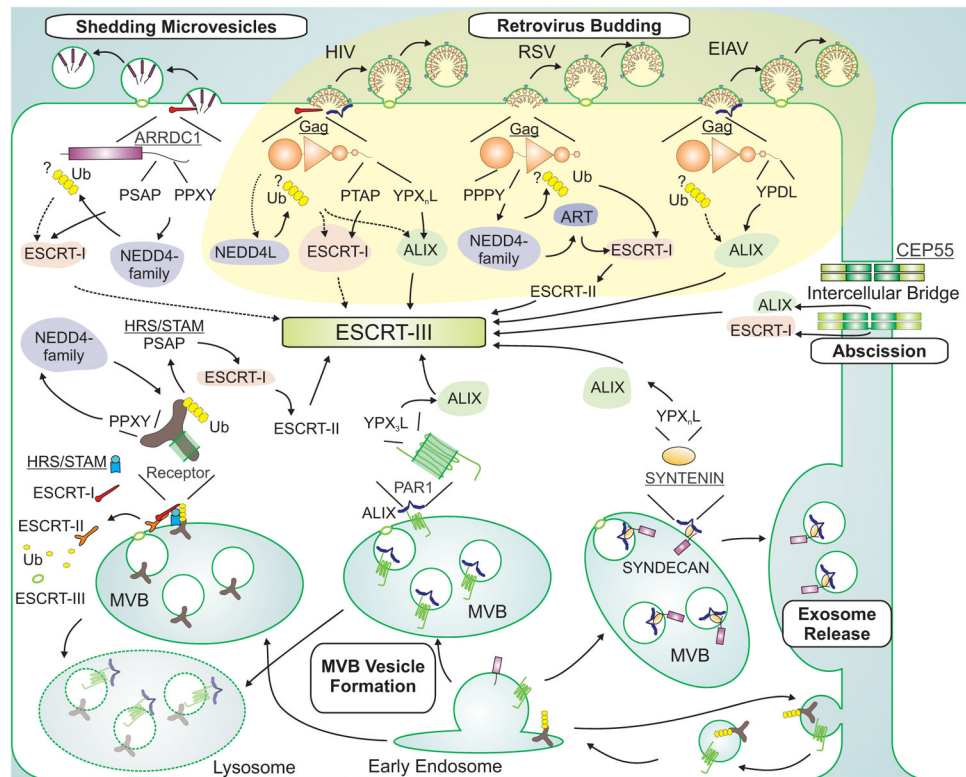 Shedding Microvesicles
Retrovirus Budding
HIV
RSV
EIAV
ARRDC1
Gag
Gag
Gag
?
Ub
PSAP
PPXY
?
Ub
PTAP
YPXnL
PPPY
?
Ub
?
Ub
YPDL
ESCRT-I
NEDD4-
family
NEDD4L
ESCRT-I
ALIX
NEDD4-
family
ART
ESCRT-I
ALIX
CEP55
Intercellular Bridge
ESCRT-II
ALIX
ESCRT-I
Abscission
ESCRT-III
NEDD4-
family
HRS/STAM
PSAP
ESCRT-I
ESCRT-II
ALIX
ALIX
PPXY
Ub
YPX3L
YPXnL
Receptor
HRS/STAM
ESCRT-I
ESCRT-II
Ub
ESCRT-III
PAR1
ALIX
SYNTENIN
SYNDECAN
MVB
MVB
MVB
Exosome
Release
MVB Vesicle
Formation
Lysosome
Early Endosome